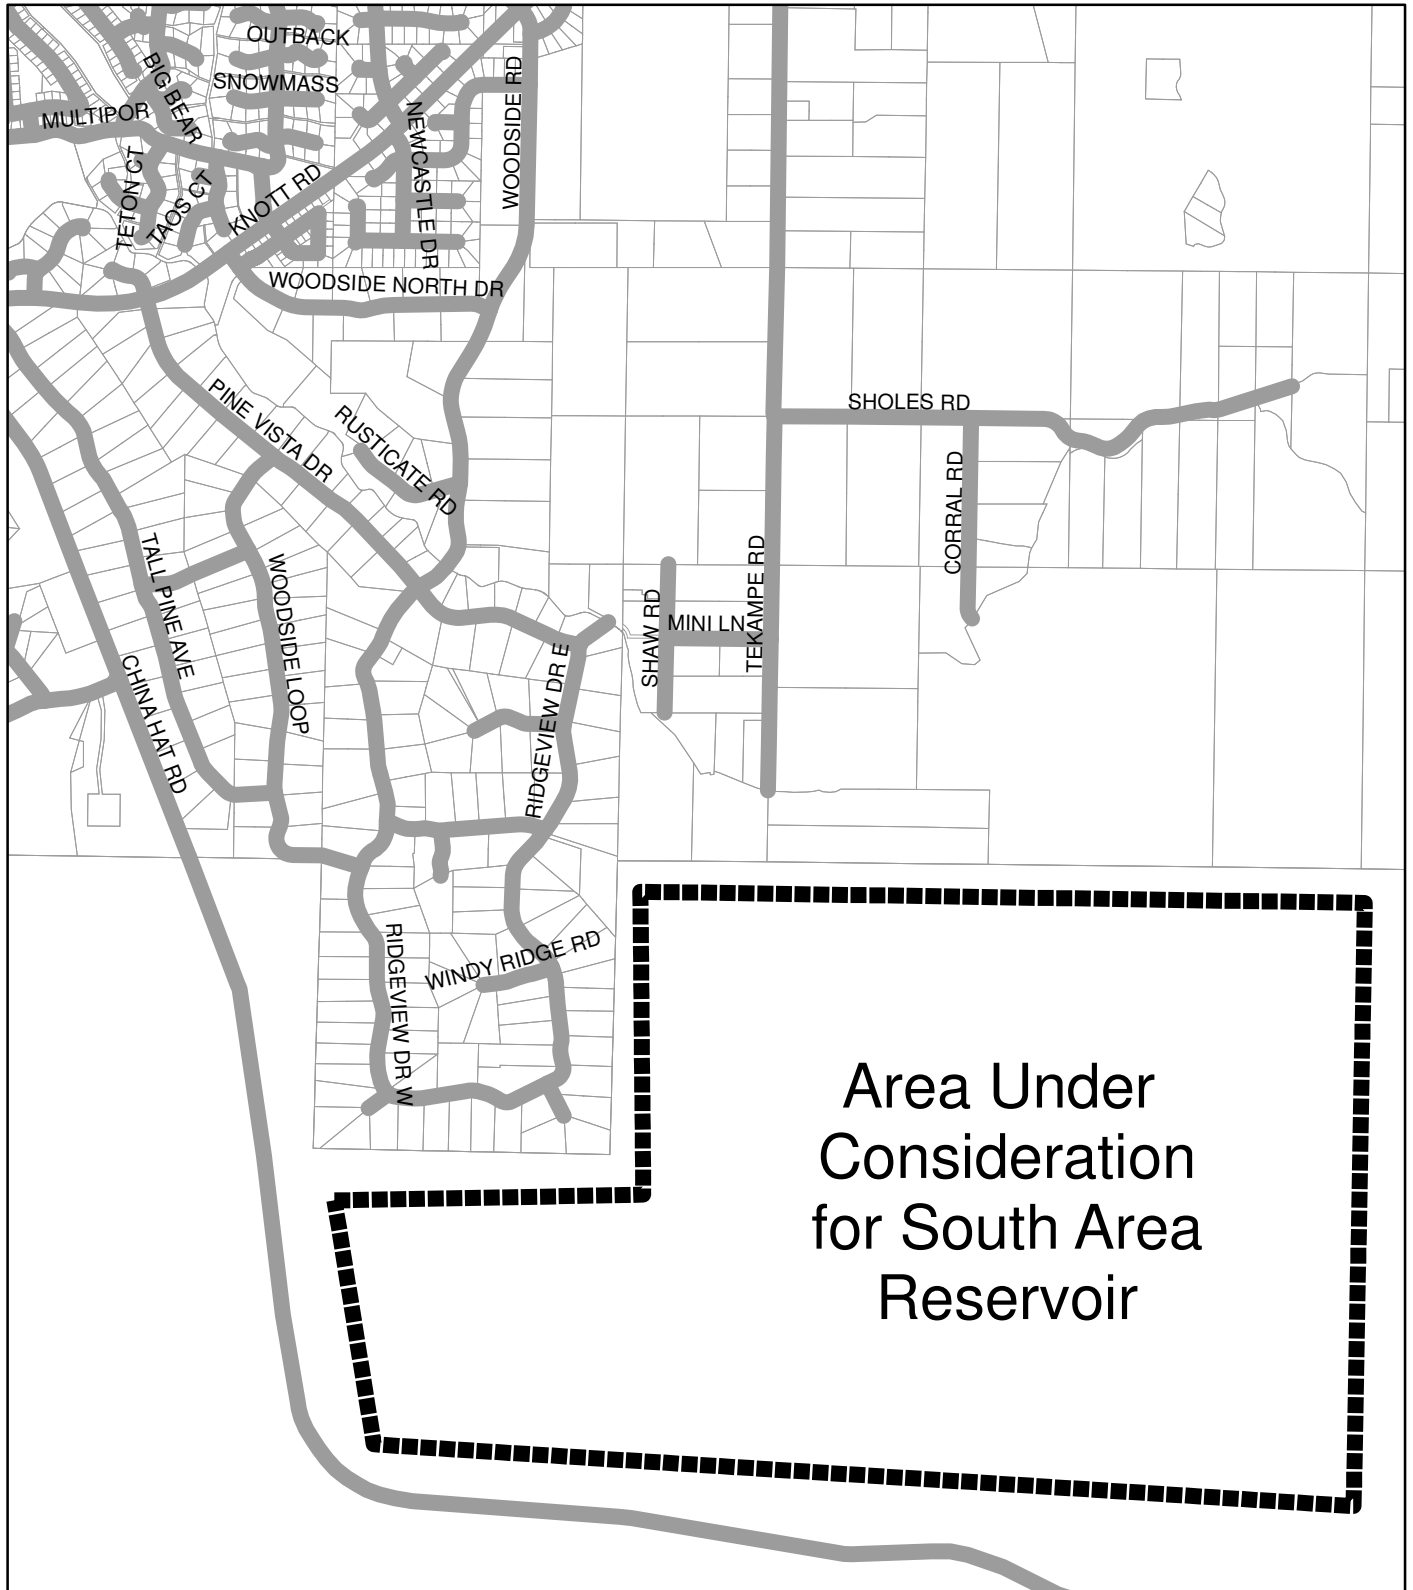 OUTBACK
BIG BEAR
SNOWMASS
MULTIPOR
NEWCASTLE DR
WOODSIDE RD
TETON CT
TAOS CT
KNOTT RD
WOODSIDE NORTH DR
PINE VISTA DR
RUSTICATE RD
SHOLES RD
CORRAL RD
TALL PINE AVE
WOODSIDE LOOP
SHAW RD
MINI LN
TEKAMPE RD
CHINA HAT RD
RIDGEVIEW DR E
RIDGEVIEW DR W
WINDY RIDGE RD
Area Under
Consideration
for South Area
Reservoir